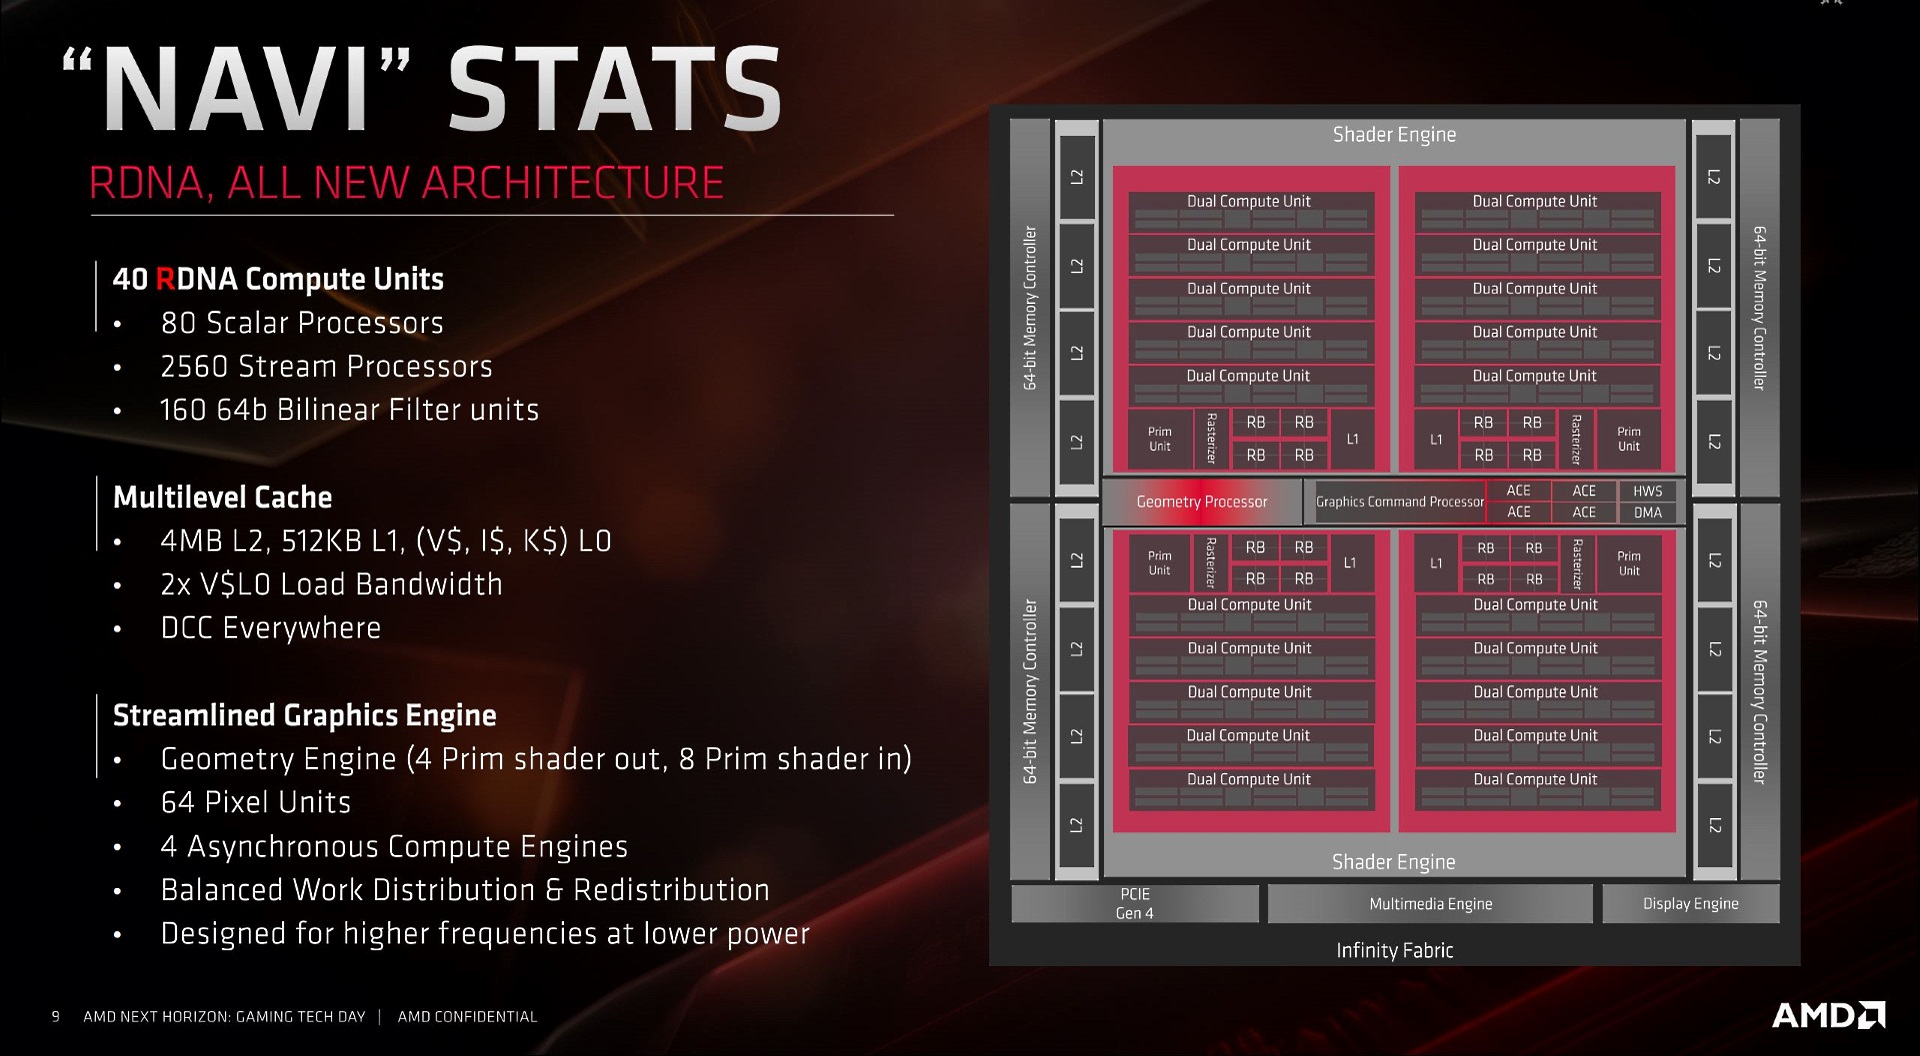 “NAVI” STATS
RDNA, ALL NEW ARCHITECTURE
40 RDNA Compute Units
• 80 Scalar Processors
• 2560 Stream Processors
• 160 64b Bilinear Filter units
Multilevel Cache
• 4MB L2, 512KB L1, (V$, I$, K$) L0
• 2x V$L0 Load Bandwidth
• DCC Everywhere
Streamlined Graphics Engine
• Geometry Engine (4 Prim shader out, 8 Prim shader in)
• 64 Pixel Units
• 4 Asynchronous Compute Engines
• Balanced Work Distribution & Redistribution
• Designed for higher frequencies at lower power
Shader Engine
64-bit Memory Controller
L2
L2
L2
L2
Dual Compute Unit
Dual Compute Unit
Dual Compute Unit
Dual Compute Unit
Dual Compute Unit
Prim Unit
Rasterizer
RB RB
RB RB
L1
Dual Compute Unit
Dual Compute Unit
Dual Compute Unit
Dual Compute Unit
Dual Compute Unit
L1
RB RB
RB RB
Rasterizer
Prim Unit
L2
L2
L2
L2
64-bit Memory Controller
Geometry Processor
Graphics Command Processor
ACE ACE HWS
ACE ACE DMA
64-bit Memory Controller
L2
L2
L2
L2
Prim Unit
Rasterizer
RB RB
RB RB
L1
Dual Compute Unit
Dual Compute Unit
Dual Compute Unit
Dual Compute Unit
Dual Compute Unit
L1
RB RB
RB RB
Rasterizer
Prim Unit
Dual Compute Unit
Dual Compute Unit
Dual Compute Unit
Dual Compute Unit
Dual Compute Unit
L2
L2
L2
L2
64-bit Memory Controller
Shader Engine
PCIE
Gen 4
Multimedia Engine
Display Engine
Infinity Fabric
9 AMD NEXT HORIZON: GAMING TECH DAY | AMD CONFIDENTIAL
AMD